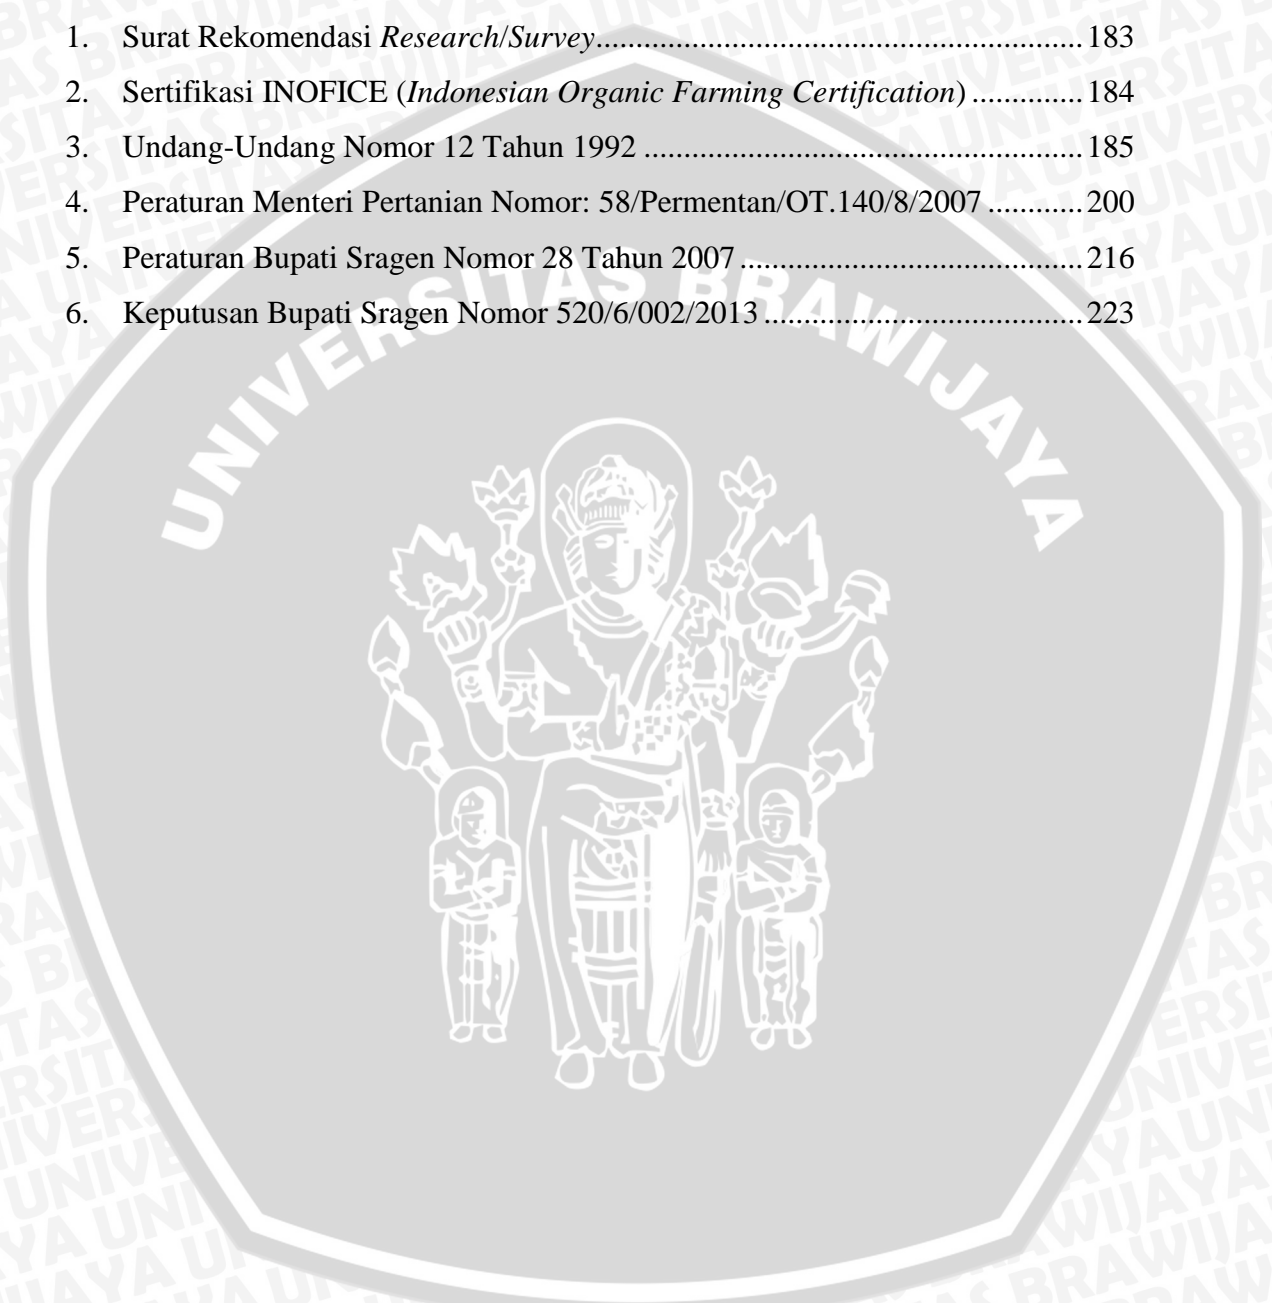 1. Surat Rekomendasi Research/Survey............................................................. 183
2. Sertifikasi INOFICE (Indonesian Organic Farming Certification) .............. 184
3. Undang-Undang Nomor 12 Tahun 1992 ....................................................... 185
4. Peraturan Menteri Pertanian Nomor: 58/Permentan/OT.140/8/2007 ............ 200
5. Peraturan Bupati Sragen Nomor 28 Tahun 2007 ........................................... 216
6. Keputusan Bupati Sragen Nomor 520/6/002/2013 ........................................ 223
UNIVERSITAS BRAWIJAYA